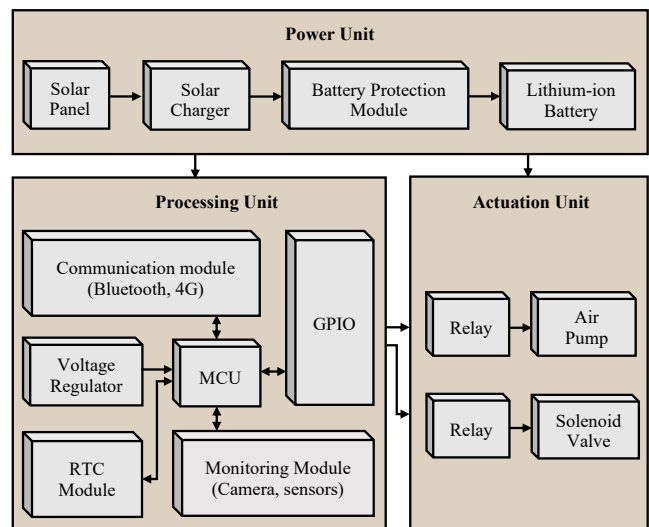 Power Unit
Solar
Panel
Solar
Charger
Battery Protection
Module
Lithium-ion
Battery
Processing Unit
Communication module
(Bluetooth, 4G)
GPIO
Voltage
Regulator
MCU
RTC
Module
Monitoring Module
(Camera, sensors)
Actuation Unit
Relay
Air
Pump
Relay
Solenoid
Valve